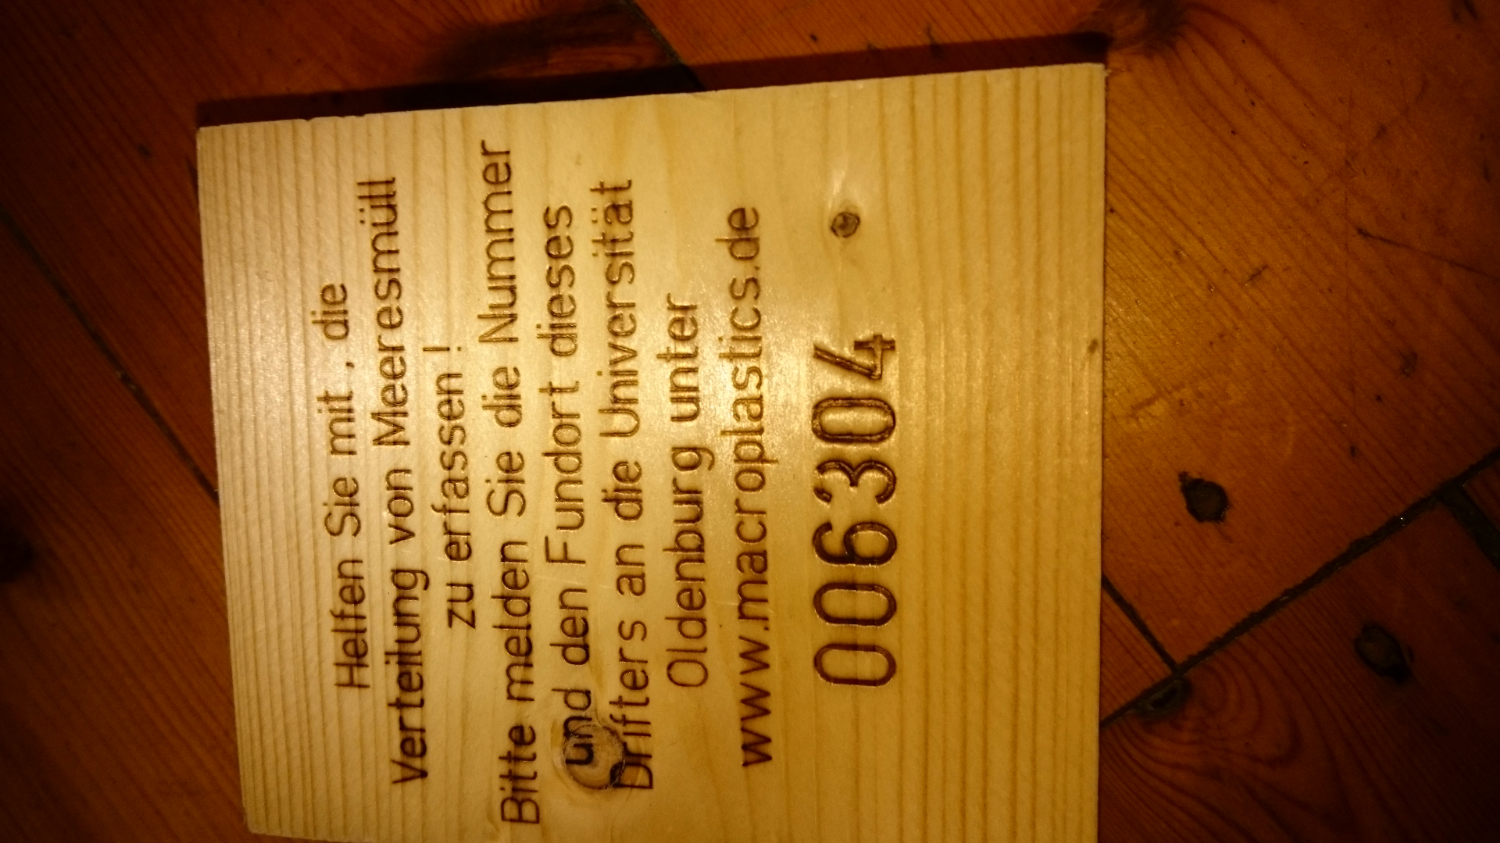 Helfen Sie mit , die
Verteilung von Meeresmüll
zu erfassen !
Bitte melden Sie die Nummer
und den Fundort dieses
Drifters an die Universität
Oldenburg unter
www.macroplastics.de
006304